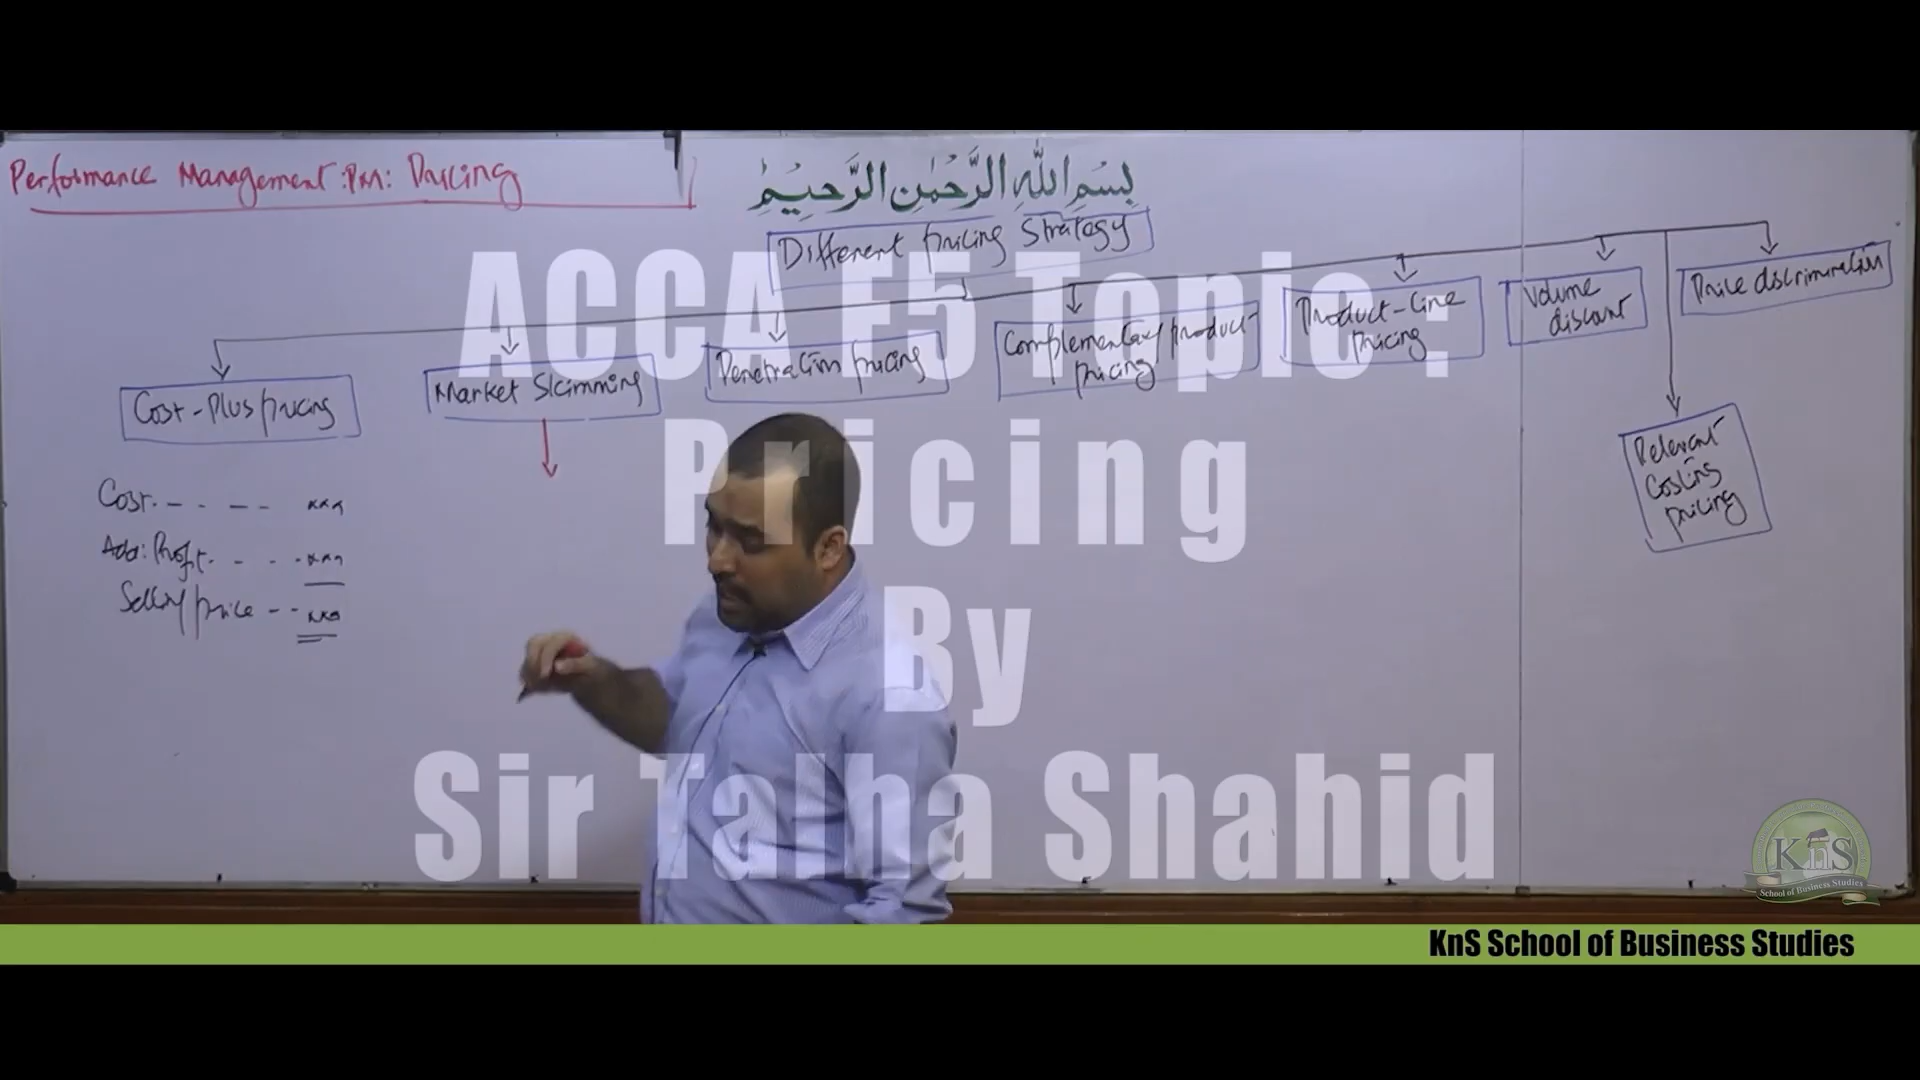 Performance Management: PM: Pricing
بِسْمِ اللهِ الرَّحْمٰنِ الرَّحِيْمِ
Different pricing Strategy
Cost-Plus pricing
Market Skimming
Penetration pricing
Complementary product
pricing
Product-Line
pricing
Volume
discount
Price discrimination
Relevant
Costing
pricing
Cost. - - - - xxx
Add: Profit. - - - xxx
Selling price - - xxx
ACCA F5 Topic :
Pricing
By
Sir Talha Shahid
KnS
School of Business Studies
KnS School of Business Studies